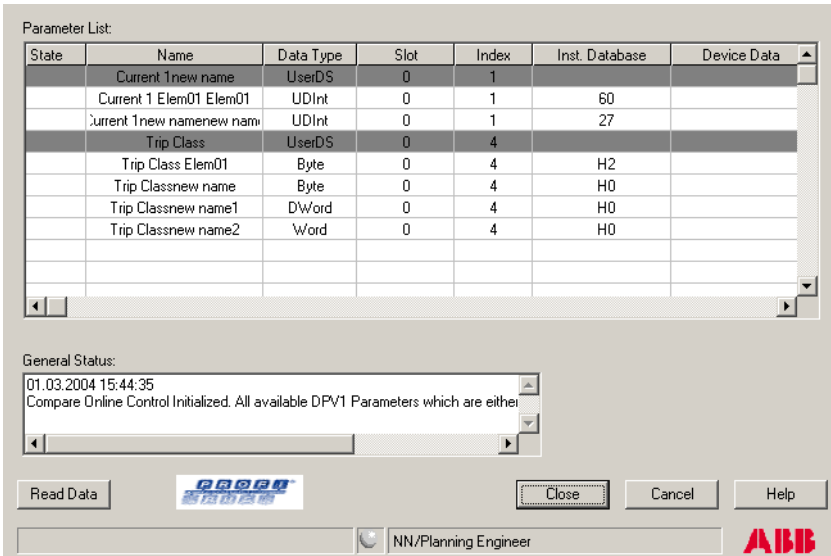 Parameter List:
State Name Data Type Slot Index Inst. Database Device Data
Current 1new name UserDS 0 1
Current 1 Elem01 Elem01 UDInt 0 1 60
Current 1new namenew nam UDInt 0 1 27
Trip Class UserDS 0 4
Trip Class Elem01 Byte 0 4 H2
Trip Classnew name Byte 0 4 H0
Trip Classnew name1 DWord 0 4 H0
Trip Classnew name2 Word 0 4 H0
General Status:
01.03.2004 15:44:35
Compare Online Control Initialized. All available DPV1 Parameters which are either
Read Data Close Cancel Help
NN/Planning Engineer ABB